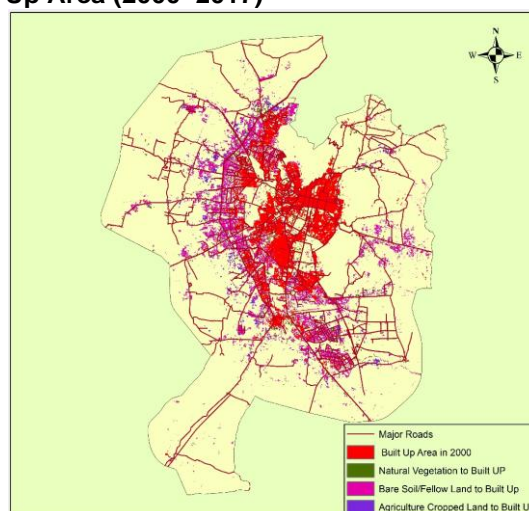 Up Area (2000–2017)
N
W E
S
Major Roads
Built Up Area in 2000
Natural Vegetation to Built UP
Bare Soil/Fellow Land to Built Up
Agriculture Cropped Land to Built U